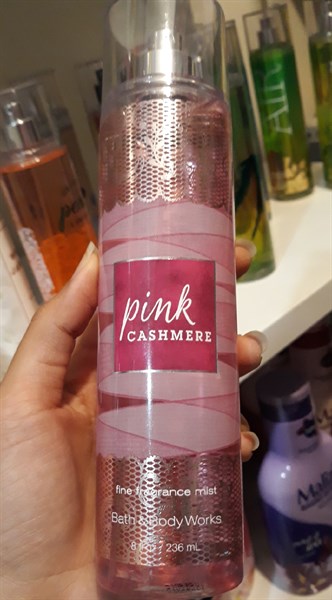 pink
CASHMERE
fine fragrance mist
Bath & Body Works
236 mL